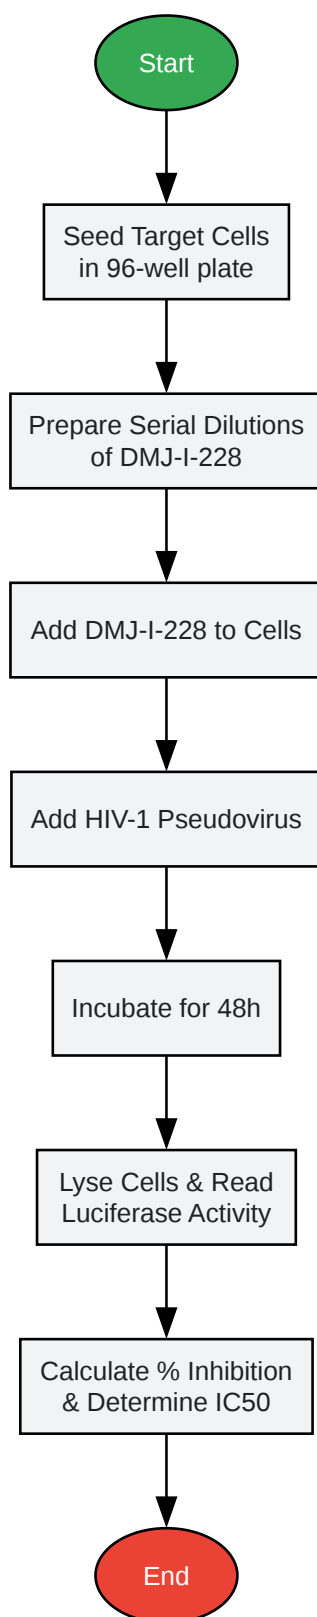 Start
Seed Target Cells
in 96-well plate
Prepare Serial Dilutions
of DMJ-I-228
Add DMJ-I-228 to Cells
Add HIV-1 Pseudovirus
Incubate for 48h
Lyse Cells & Read
Luciferase Activity
Calculate % Inhibition
& Determine IC50
End